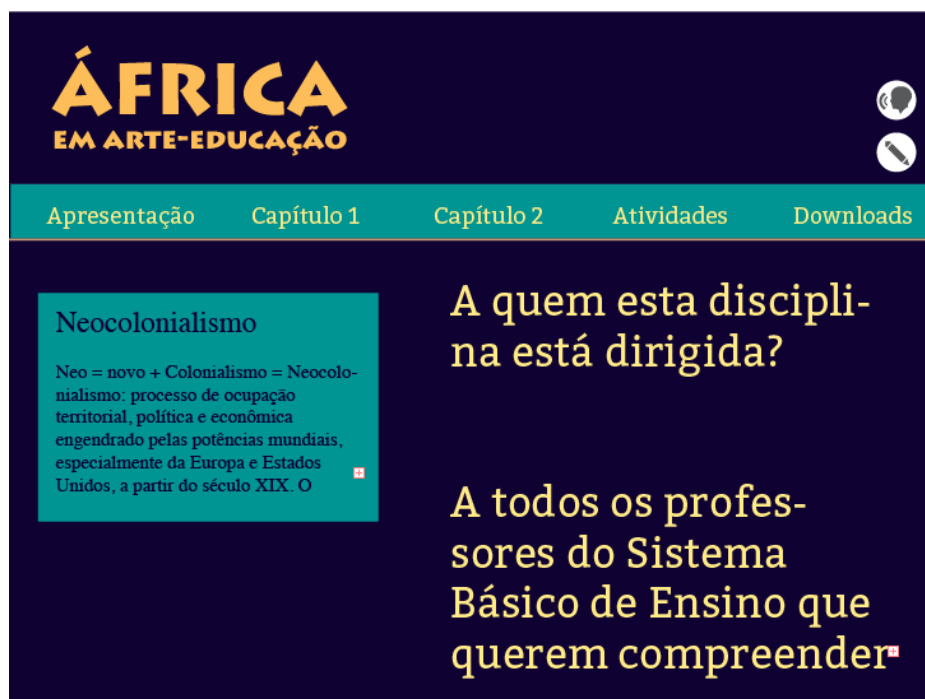 ÁFRICA
EM ARTE-EDUCAÇÃO
Apresentação Capítulo 1 Capítulo 2 Atividades Downloads
Neocolonialismo
Neo = novo + Colonialismo = Neocolo-
nialismo: processo de
ocupação
territorial, política e econômica
engendrado pelas potências mundiais,
especialmente da Europa e Estados
Unidos, a partir do século XIX. O
A quem esta discipli-
na está dirigida?
A todos os profes-
sores do Sistema
Básico de Ensino que
querem compreender